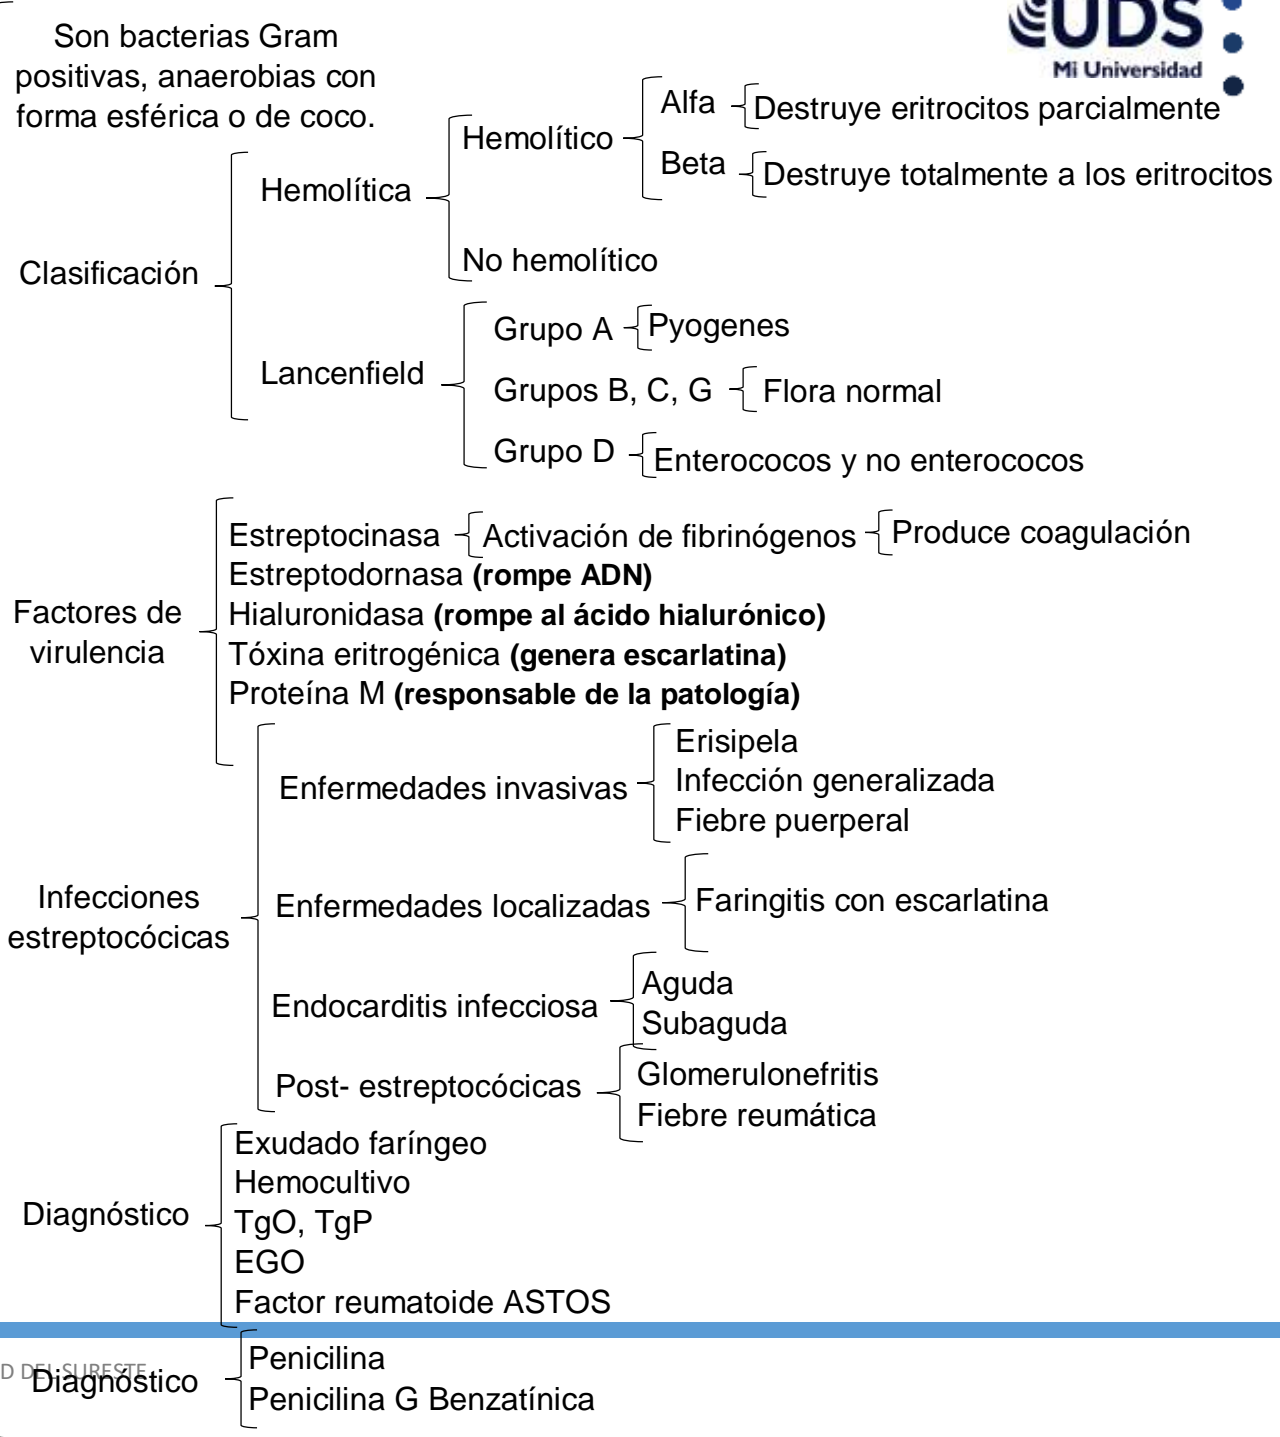 UDS
Mi Universidad
Son bacterias Gram
positivas, anaerobias con
forma esférica o de coco.
Clasificación
Hemolítica
Hemolítico
Alfa
Destruye eritrocitos parcialmente
Beta
Destruye totalmente a los eritrocitos
No hemolítico
Lancenfield
Grupo A
Pyogenes
Grupos B, C, G
Flora normal
Grupo D
Enterococos y no enterococos
Factores de
virulencia
Estreptocinasa
Activación de fibrinógenos
Produce coagulación
Estreptodornasa (rompe ADN)
Hialuronidasa (rompe al ácido hialurónico)
Tóxina eritrogénica (genera escarlatina)
Proteína M (responsable de la patología)
Infecciones
estreptocócicas
Enfermedades invasivas
Erisipela
Infección generalizada
Fiebre puerperal
Enfermedades localizadas
Faringitis con escarlatina
Endocarditis infecciosa
Aguda
Subaguda
Post- estreptocócicas
Glomerulonefritis
Fiebre reumática
Diagnóstico
Exudado faríngeo
Hemocultivo
TgO, TgP
EGO
Factor reumatoide ASTOS
D DEL SURESTE
Diagnóstico
Penicilina
Penicilina G Benzatínica